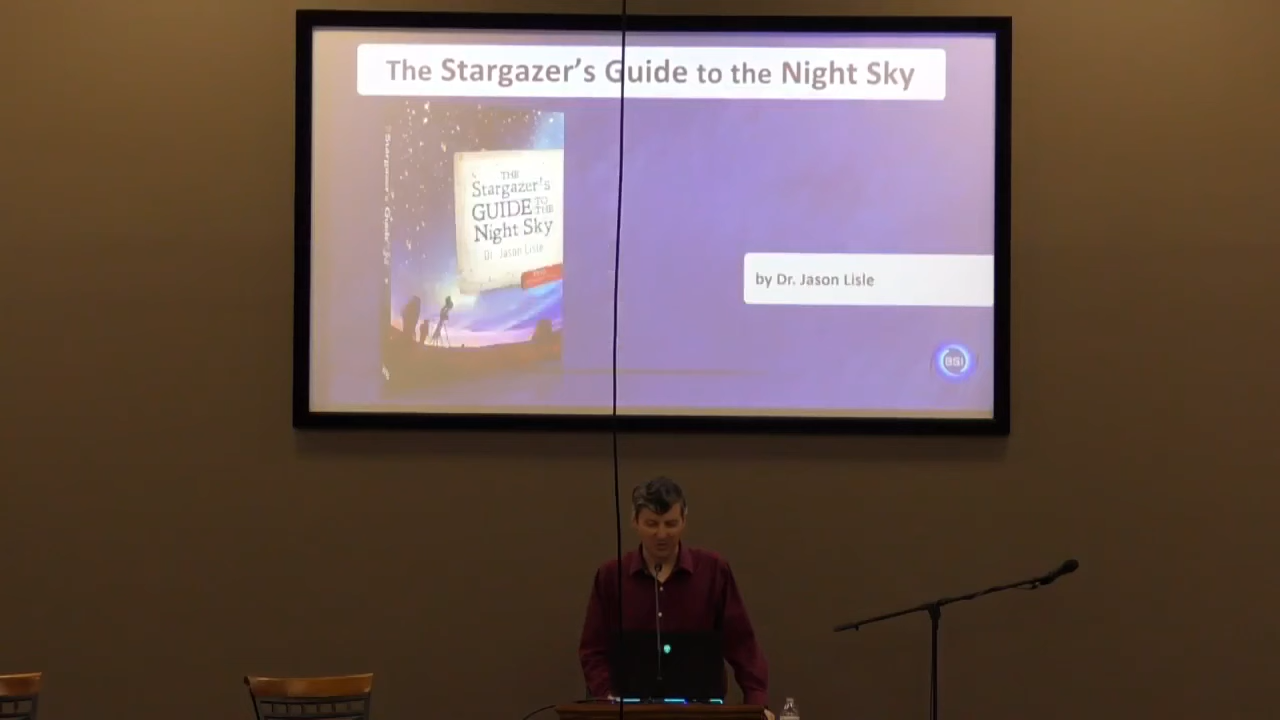 The Stargazer's Guide to the Night Sky
THE
Stargazer's
GUIDE TO THE
Night Sky
Dr. Jason Lisle
by Dr. Jason Lisle
BSI